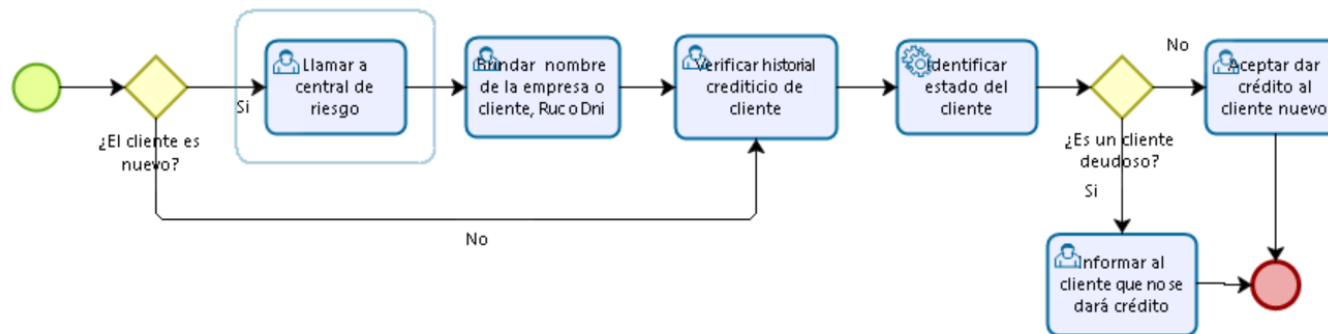 ¿El cliente es
nuevo?
Si
No
Llamar a
central de
riesgo
Brindar nombre
de la empresa o
cliente, Ruc o Dni
Verificar historial
crediticio de
cliente
Identificar
estado del
cliente
¿Es un cliente
deudoso?
No
Si
Aceptar dar
crédito al
cliente nuevo
Informar al
cliente que no se
dará crédito